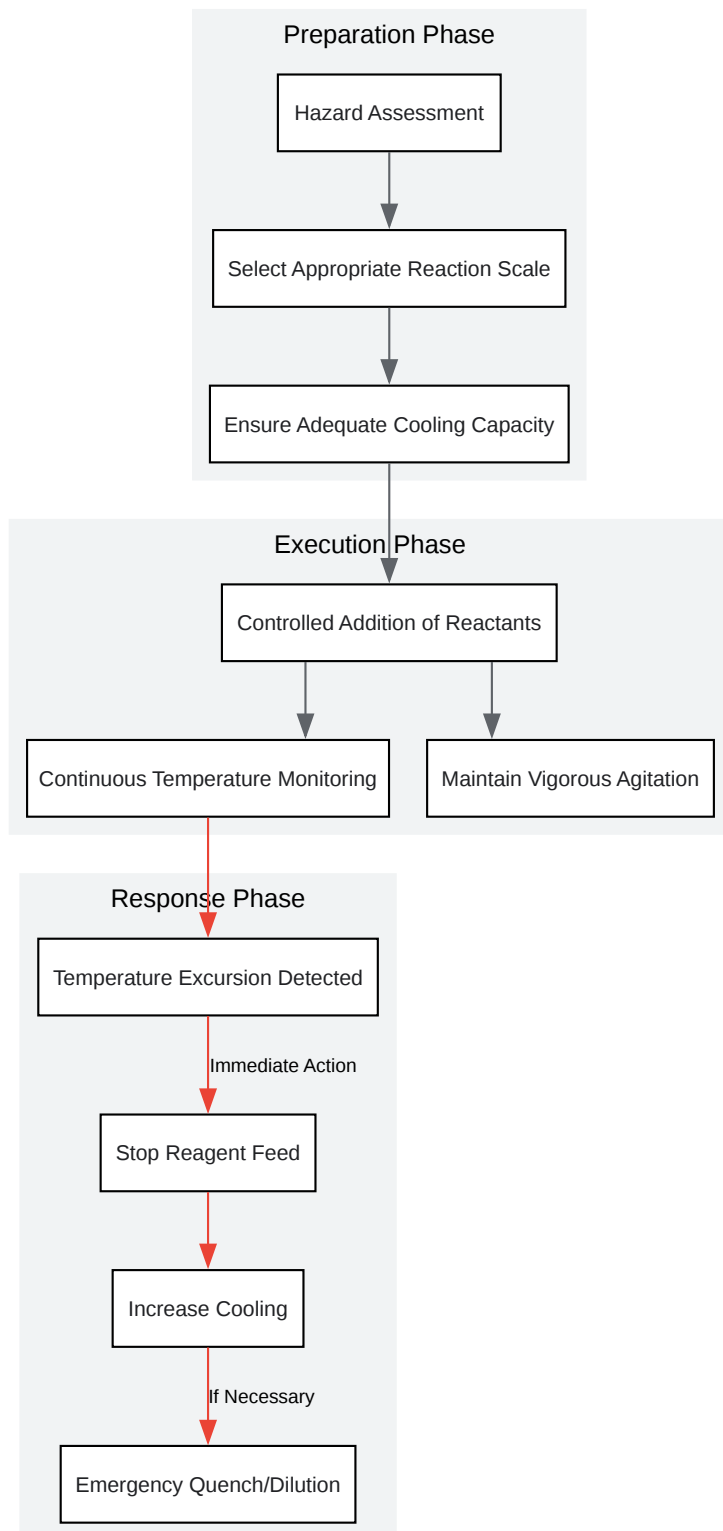 Preparation Phase
Hazard Assessment
Select Appropriate Reaction Scale
Ensure Adequate Cooling Capacity
Execution Phase
Controlled Addition of Reactants
Continuous Temperature Monitoring
Maintain Vigorous Agitation
Response Phase
Temperature Excursion Detected
Immediate Action
Stop Reagent Feed
Increase Cooling
If Necessary
Emergency Quench/Dilution